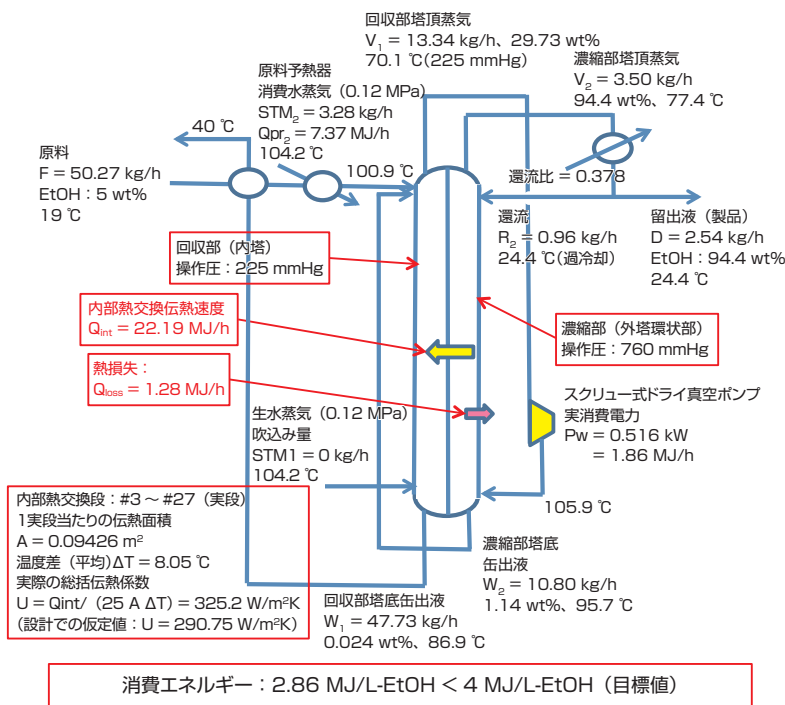 回収部塔頂蒸気
V₁ = 13.34 kg/h、29.73 wt%
70.1 ℃(225 mmHg)
濃縮部塔頂蒸気
V₂ = 3.50 kg/h
94.4 wt%、77.4 ℃
原料予熱器
消費水蒸気（0.12 MPa）
STM₂ = 3.28 kg/h
Qpr₂ = 7.37 MJ/h
104.2 ℃
40 ℃
原料
F = 50.27 kg/h
EtOH：5 wt%
19 ℃
100.9 ℃
還流比 = 0.378
還流
R₂ = 0.96 kg/h
24.4 ℃(過冷却)
留出液（製品）
D = 2.54 kg/h
EtOH：94.4 wt%
24.4 ℃
回収部（内塔）
操作圧：225 mmHg
内部熱交換伝熱速度
Qint = 22.19 MJ/h
濃縮部（外塔環状部）
操作圧：760 mmHg
熱損失：
Qloss = 1.28 MJ/h
スクリュー式ドライ真空ポンプ
実消費電力
Pw = 0.516 kW
= 1.86 MJ/h
生水蒸気（0.12 MPa）
吹込み量
STM1 = 0 kg/h
104.2 ℃
105.9 ℃
内部熱交換段：#3 ～ #27（実段）
1実段当たりの伝熱面積
A = 0.09426 m²
温度差（平均）ΔT = 8.05 ℃
実際の総括伝熱係数
U = Qint/（25 A ΔT）= 325.2 W/m²K
(設計での仮定値：U = 290.75 W/m²K）
濃縮部塔底
缶出液
W₂ = 10.80 kg/h
1.14 wt%、95.7 ℃
回収部塔底缶出液
W₁ = 47.73 kg/h
0.024 wt%、86.9 ℃
消費エネルギー：2.86 MJ/L-EtOH < 4 MJ/L-EtOH（目標値）